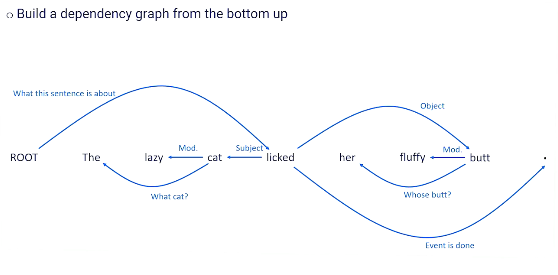 ○ Build a dependency graph from the bottom up
What this sentence is about
Object
Mod.
Subject
Mod.
ROOT The lazy cat licked her fluffy butt .
What cat?
Whose butt?
Event is done